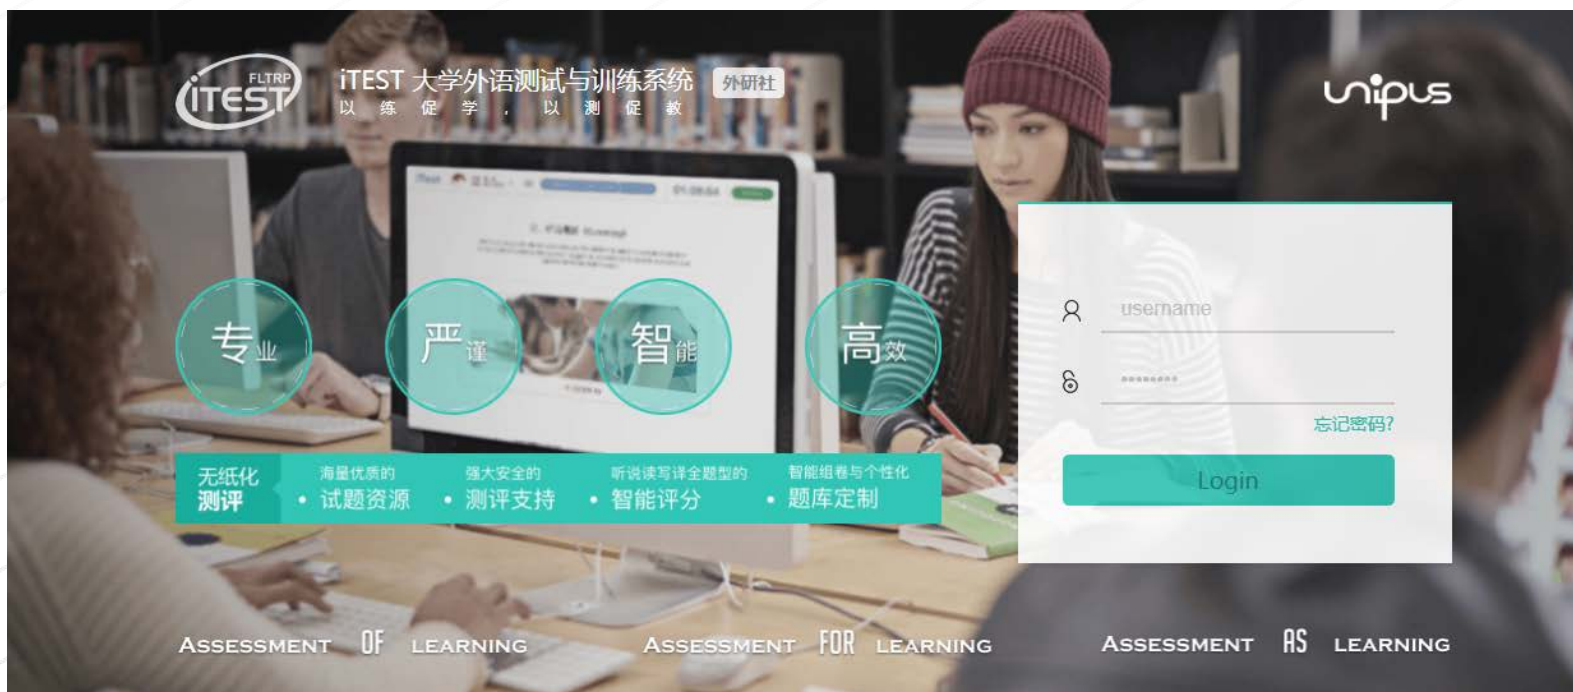 FLTRP
iTEST
iTEST 大学外语测试与训练系统 外研社
以练促学，以测促教
unipus
iTest
01:08:04
专业
严谨
智能
高效
username
忘记密码?
Login
无纸化
测评
海量优质的
• 试题资源
强大安全的
• 测评支持
听说读写译全题型的
• 智能评分
智能组卷与个性化
• 题库定制
ASSESSMENT OF LEARNING
ASSESSMENT FOR LEARNING
ASSESSMENT AS LEARNING